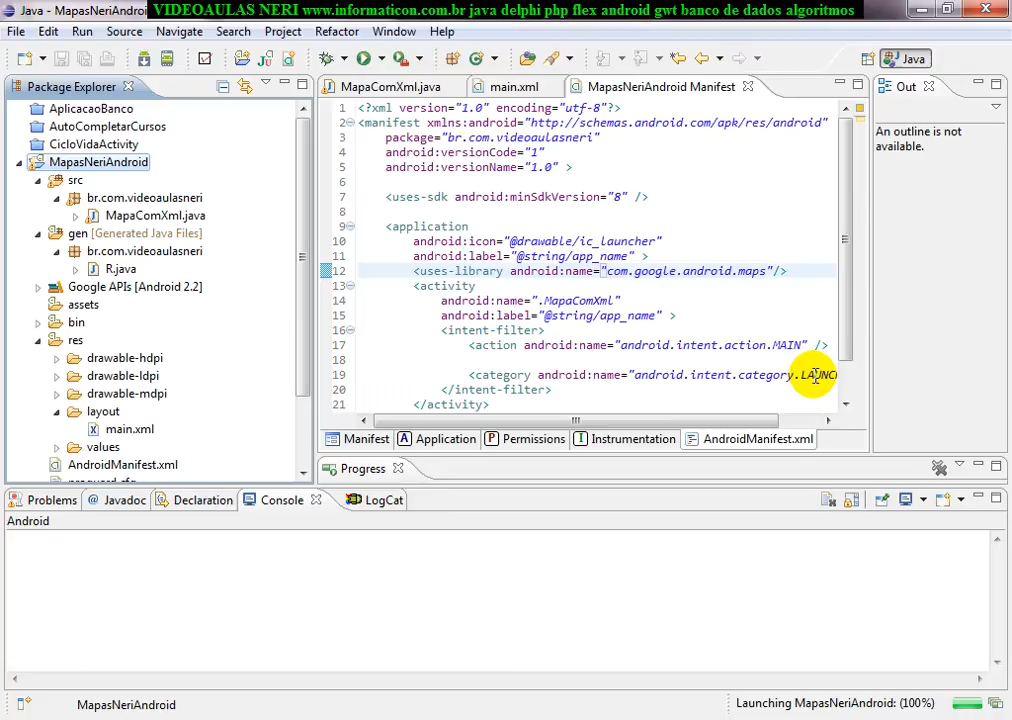 Java - MapasNeriAndroi
VIDEOAULAS NERI www.informaticon.com.br java delphi php flex android gwt banco de dados algoritmos
File Edit Run Source Navigate Search Project Refactor Window Help
Java
Package Explorer
AplicacaoBanco
AutoCompletarCursos
CicloVidaActivity
MapasNeriAndroid
src
br.com.videoaulasneri
MapaComXml.java
gen [Generated Java Files]
br.com.videoaulasneri
R.java
Google APIs [Android 2.2]
assets
bin
res
drawable-hdpi
drawable-ldpi
drawable-mdpi
layout
main.xml
values
AndroidManifest.xml
MapaComXml.java main.xml MapasNeriAndroid Manifest
1 <?xml version="1.0" encoding="utf-8"?>
2 <manifest xmlns:android="http://schemas.android.com/apk/res/android"
3 package="br.com.videoaulasneri"
4 android:versionCode="1"
5 android:versionName="1.0" >
6
7 <uses-sdk android:minSdkVersion="8" />
8
9 <application
10 android:icon="@drawable/ic_launcher"
11 android:label="@string/app_name" >
12 <uses-library android:name="com.google.android.maps"/>
13 <activity
14 android:name=".MapaComXml"
15 android:label="@string/app_name" >
16 <intent-filter>
17 <action android:name="android.intent.action.MAIN" />
18
19 <category android:name="android.intent.category.LAUNCH
20 </intent-filter>
21 </activity>
Manifest Application Permissions Instrumentation AndroidManifest.xml
Out
An outline is not
available.
Progress
Problems Javadoc Declaration Console LogCat
Android
MapasNeriAndroid
Launching MapasNeriAndroid: (100%)